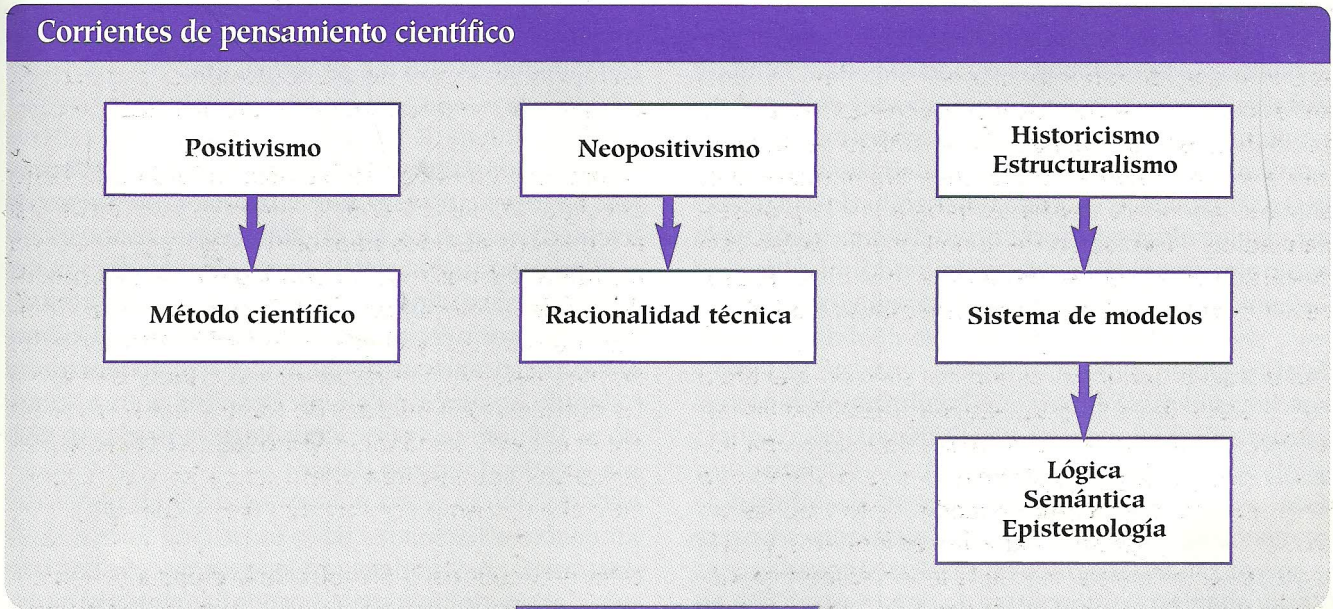 Corrientes de pensamiento científico
Positivismo
Neopositivismo
Historicismo
Estructuralismo
Método científico
Racionalidad técnica
Sistema de modelos
Lógica
Semántica
Epistemología